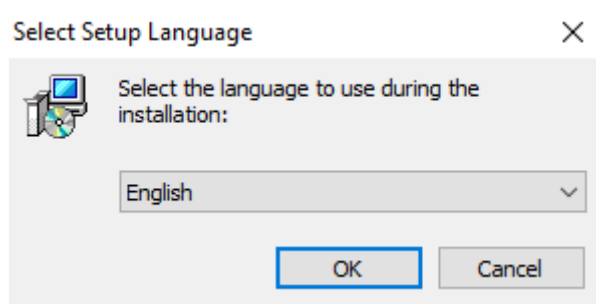 Select Setup Language
Select the language to use during the
installation:
English
OK
Cancel